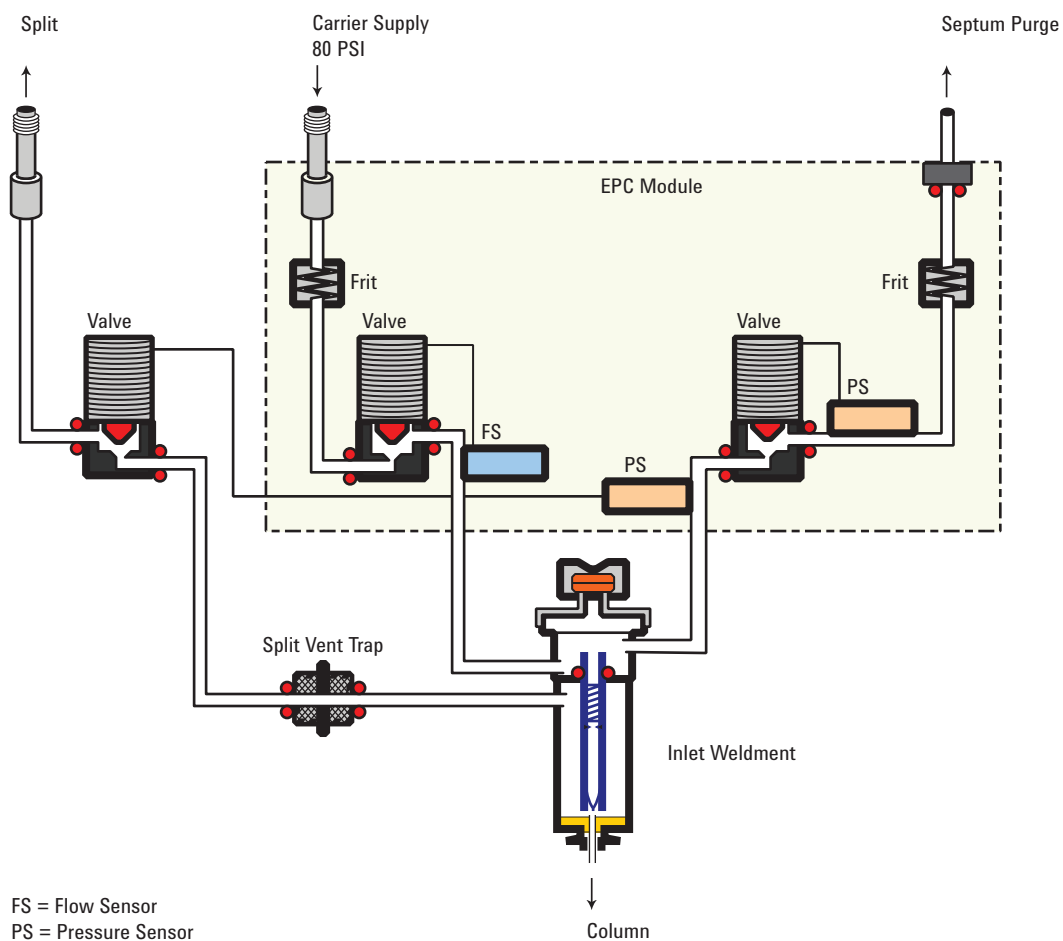 Split
Carrier Supply
80 PSI
Septum Purge
EPC Module
Frit
Frit
Valve
Valve
Valve
PS
FS
PS
Split Vent Trap
Inlet Weldment
FS = Flow Sensor
PS = Pressure Sensor
Column